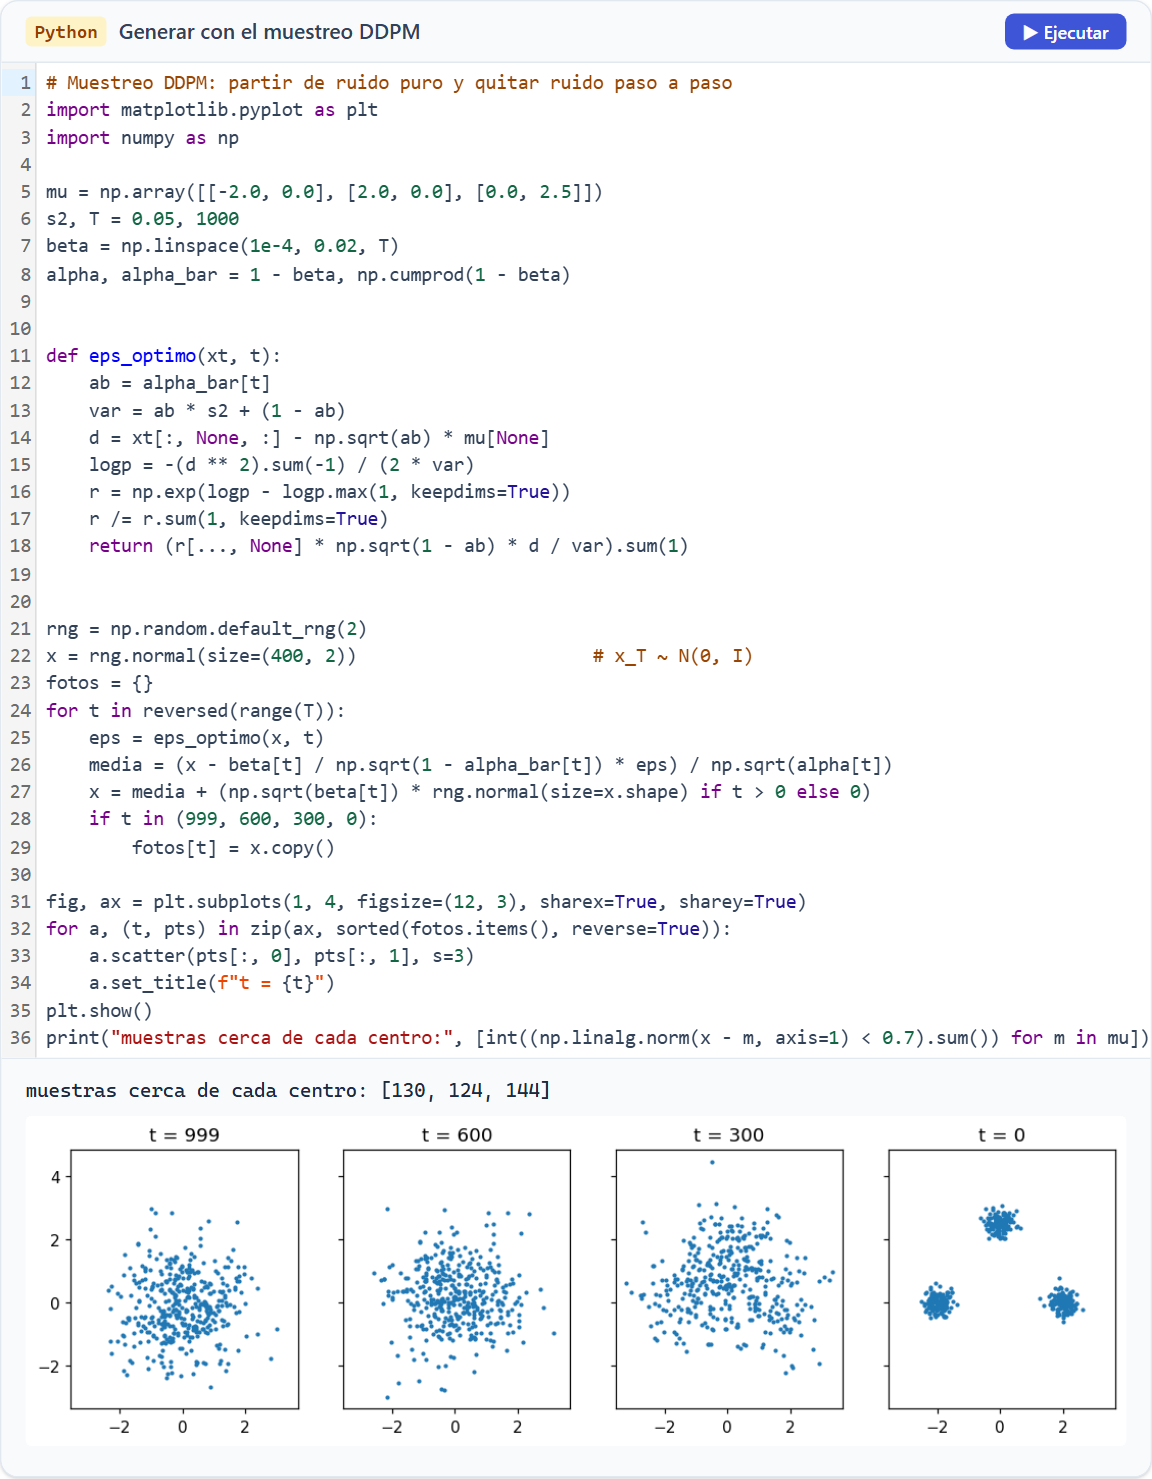 Python Generar con el muestreo DDPM ▶ Ejecutar
1 # Muestreo DDPM: partir de ruido puro y quitar ruido paso a paso
2 import matplotlib.pyplot as plt
3 import numpy as np
4
5 mu = np.array([[-2.0, 0.0], [2.0, 0.0], [0.0, 2.5]])
6 s2, T = 0.05, 1000
7 beta = np.linspace(1e-4, 0.02, T)
8 alpha, alpha_bar = 1 - beta, np.cumprod(1 - beta)
9
10
11 def eps_optimo(xt, t):
12     ab = alpha_bar[t]
13     var = ab * s2 + (1 - ab)
14     d = xt[:, None, :] - np.sqrt(ab) * mu[None]
15     logp = -(d ** 2).sum(-1) / (2 * var)
16     r = np.exp(logp - logp.max(1, keepdims=True))
17     r /= r.sum(1, keepdims=True)
18     return (r[..., None] * np.sqrt(1 - ab) * d / var).sum(1)
19
20
21 rng = np.random.default_rng(2)
22 x = rng.normal(size=(400, 2))                      # x_T ~ N(0, I)
23 fotos = {}
24 for t in reversed(range(T)):
25     eps = eps_optimo(x, t)
26     media = (x - beta[t] / np.sqrt(1 - alpha_bar[t]) * eps) / np.sqrt(alpha[t])
27     x = media + (np.sqrt(beta[t]) * rng.normal(size=x.shape) if t > 0 else 0)
28     if t in (999, 600, 300, 0):
29         fotos[t] = x.copy()
30
31 fig, ax = plt.subplots(1, 4, figsize=(12, 3), sharex=True, sharey=True)
32 for a, (t, pts) in zip(ax, sorted(fotos.items(), reverse=True)):
33     a.scatter(pts[:, 0], pts[:, 1], s=3)
34     a.set_title(f"t = {t}")
35 plt.show()
36 print("muestras cerca de cada centro:", [int((np.linalg.norm(x - m, axis=1) < 0.7).sum()) for m in mu])
muestras cerca de cada centro: [130, 124, 144]
t = 999 t = 600 t = 300 t = 0
4
2
0
−2
−2 0 2 −2 0 2 −2 0 2 −2 0 2